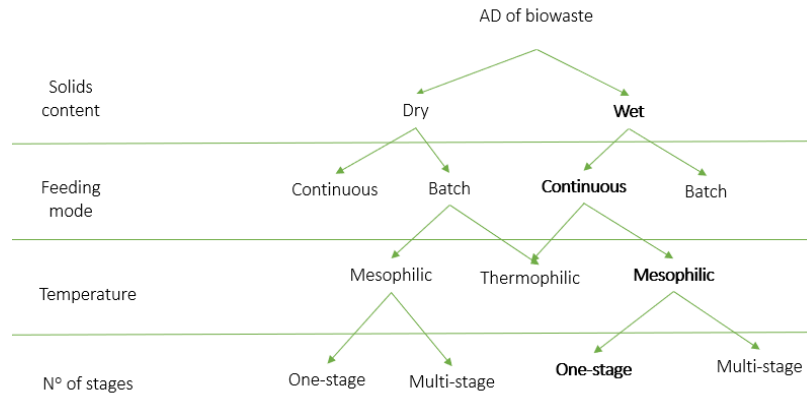 AD of biowaste
Solids
content
Dry
Wet
Feeding
mode
Continuous
Batch
Continuous
Batch
Temperature
Mesophilic
Thermophilic
Mesophilic
N° of stages
One-stage
Multi-stage
One-stage
Multi-stage